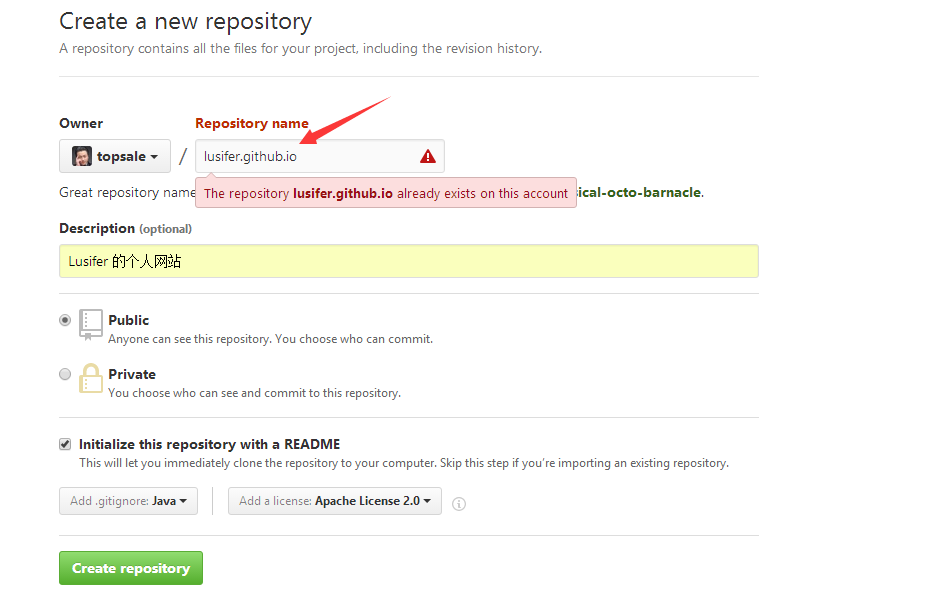 Create a new repository
A repository contains all the files for your project, including the revision history.
Owner Repository name
topsale / lusifer.github.io
Great repository name ical-octo-barnacle.
The repository lusifer.github.io already exists on this account
Description (optional)
Lusifer 的个人网站
Public
Anyone can see this repository. You choose who can commit.
Private
You choose who can see and commit to this repository.
Initialize this repository with a README
This will let you immediately clone the repository to your computer. Skip this step if you're importing an existing repository.
Add .gitignore: Java Add a license: Apache License 2.0
Create repository